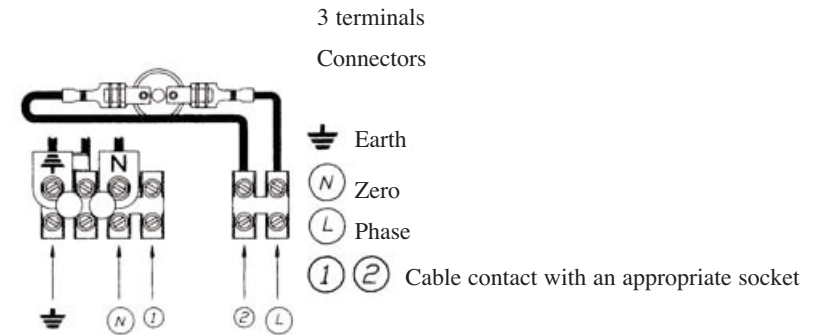 3 terminals
Connectors
Earth
N
N Zero
L Phase
1 2 Cable contact with an appropriate socket
N 1 2 L